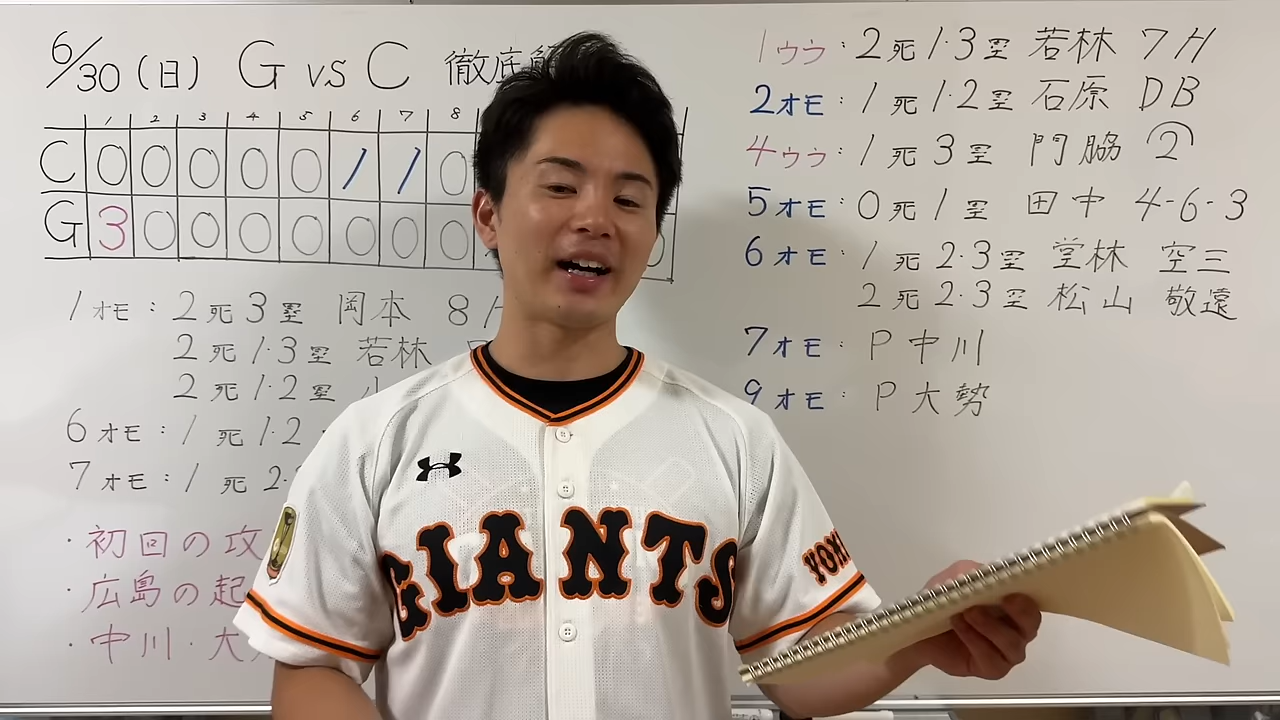 6/30(日) G vs C 徹底解
1 2 3 4 5 6 7 8
C 0 0 0 0 0 1 1 0
G 3 0 0 0 0 0 0 0
1オモ:2死3塁 岡本 8
2死1・3塁 若林
2死1・2塁
6オモ:1死1・2
7オモ:1死2・
・初回の攻
・広島の起
・中川・大
1ウラ:2死1・3塁 若林 7H
2オモ:1死1・2塁 石原 DB
4ウラ:1死3塁 門脇 2
5オモ:0死1塁 田中 4-6-3
6オモ:1死2・3塁 堂林 空三
2死2・3塁 松山 敬遠
7オモ:P中川
9オモ:P大勢
GIANTS
YOM